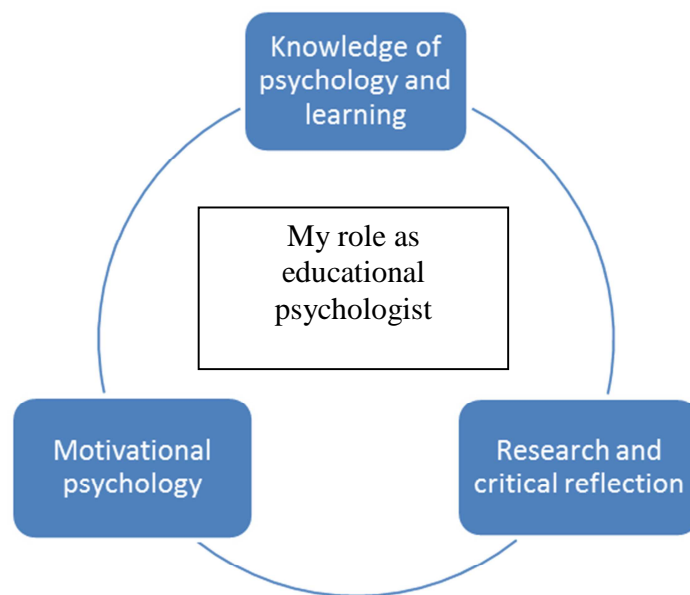 Knowledge of
psychology and
learning
My role as
educational
psychologist
Motivational
psychology
Research and
critical reflection